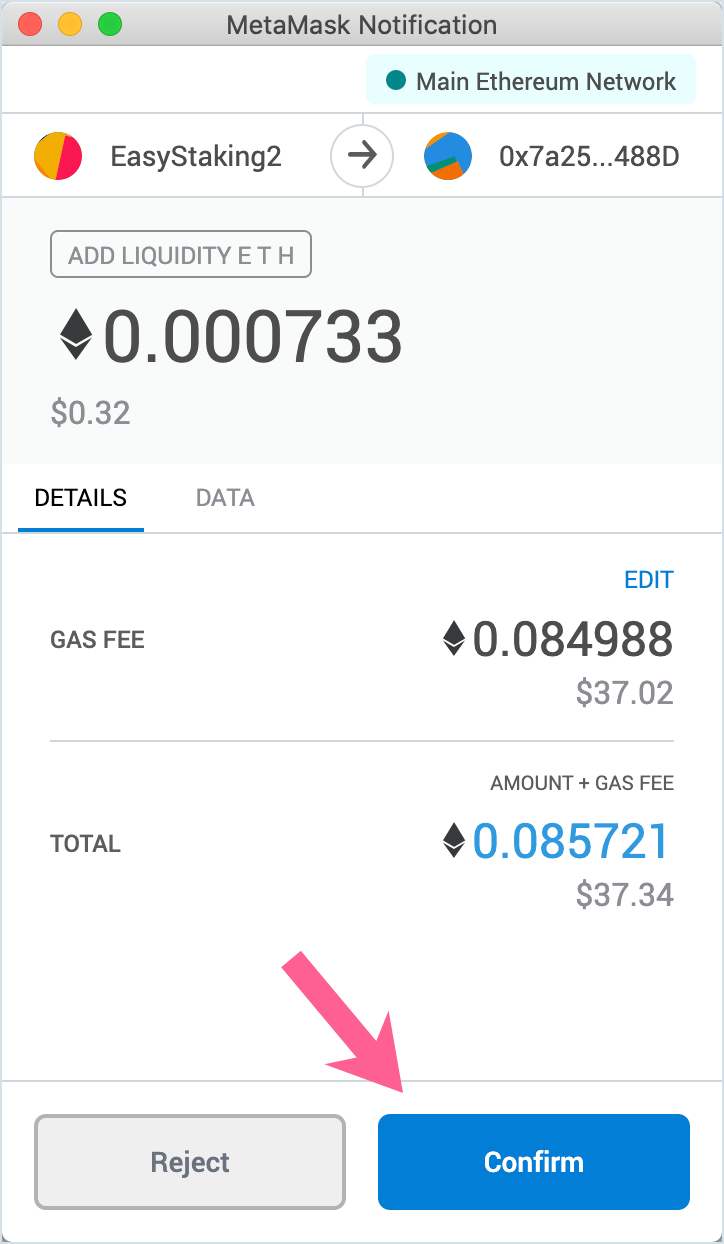 MetaMask Notification
Main Ethereum Network
EasyStaking2 0x7a25...488D
ADD LIQUIDITY E T H
0.000733
$0.32
DETAILS DATA
EDIT
GAS FEE 0.084988
$37.02
AMOUNT + GAS FEE
TOTAL 0.085721
$37.34
Reject Confirm